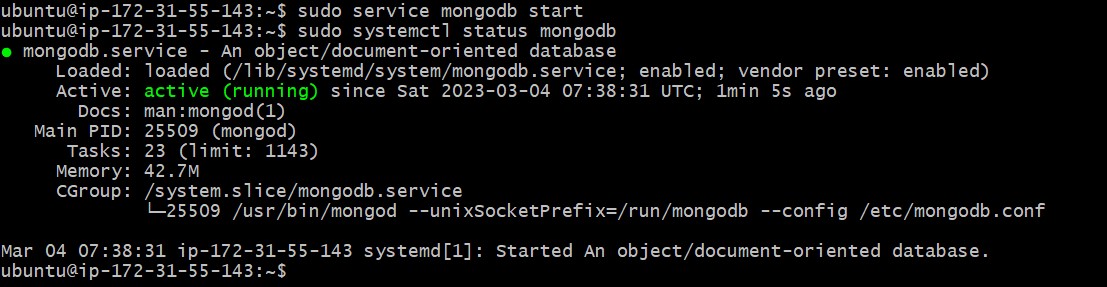 ubuntu@ip-172-31-55-143:~$ sudo service mongodb start
ubuntu@ip-172-31-55-143:~$ sudo systemctl status mongodb
● mongodb.service - An object/document-oriented database
     Loaded: loaded (/lib/systemd/system/mongodb.service; enabled; vendor preset: enabled)
     Active: active (running) since Sat 2023-03-04 07:38:31 UTC; 1min 5s ago
       Docs: man:mongod(1)
   Main PID: 25509 (mongod)
      Tasks: 23 (limit: 1143)
     Memory: 42.7M
     CGroup: /system.slice/mongodb.service
             └─25509 /usr/bin/mongod --unixSocketPrefix=/run/mongodb --config /etc/mongodb.conf

Mar 04 07:38:31 ip-172-31-55-143 systemd[1]: Started An object/document-oriented database.
ubuntu@ip-172-31-55-143:~$